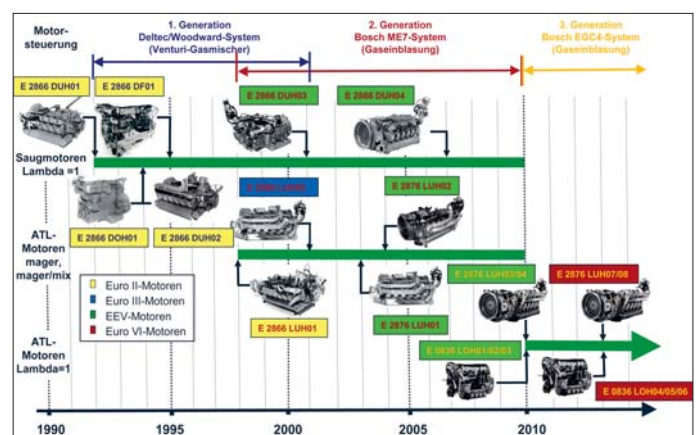 Motor-
steuerung
1. Generation
Deltec/Woodward-System
(Venturi-Gasmischer)
2. Generation
Bosch ME7-System
(Gaseinblasung)
3. Generation
Bosch EGC4-System
(Gaseinblasung)
E 2866 DUH01
E 2866 DF01
E 2866 DUH03
E 2866 DUH04
Saugmotoren
Lambda =1
E 2866 DOH01
E 2866 DUH02
E 2876 LUH02
ATL-
Motoren
mager,
mager/mix
Euro II-Motoren
Euro III-Motoren
EEV-Motoren
Euro VI-Motoren
E 2866 LUH01
E 2876 LUH01
E 2876 LUH03/04
E 2876 LUH07/08
ATL-
Motoren
Lambda=1
E 0836 LOH01/02/03
E 0836 LOH04/05/06
1990
1995
2000
2005
2010